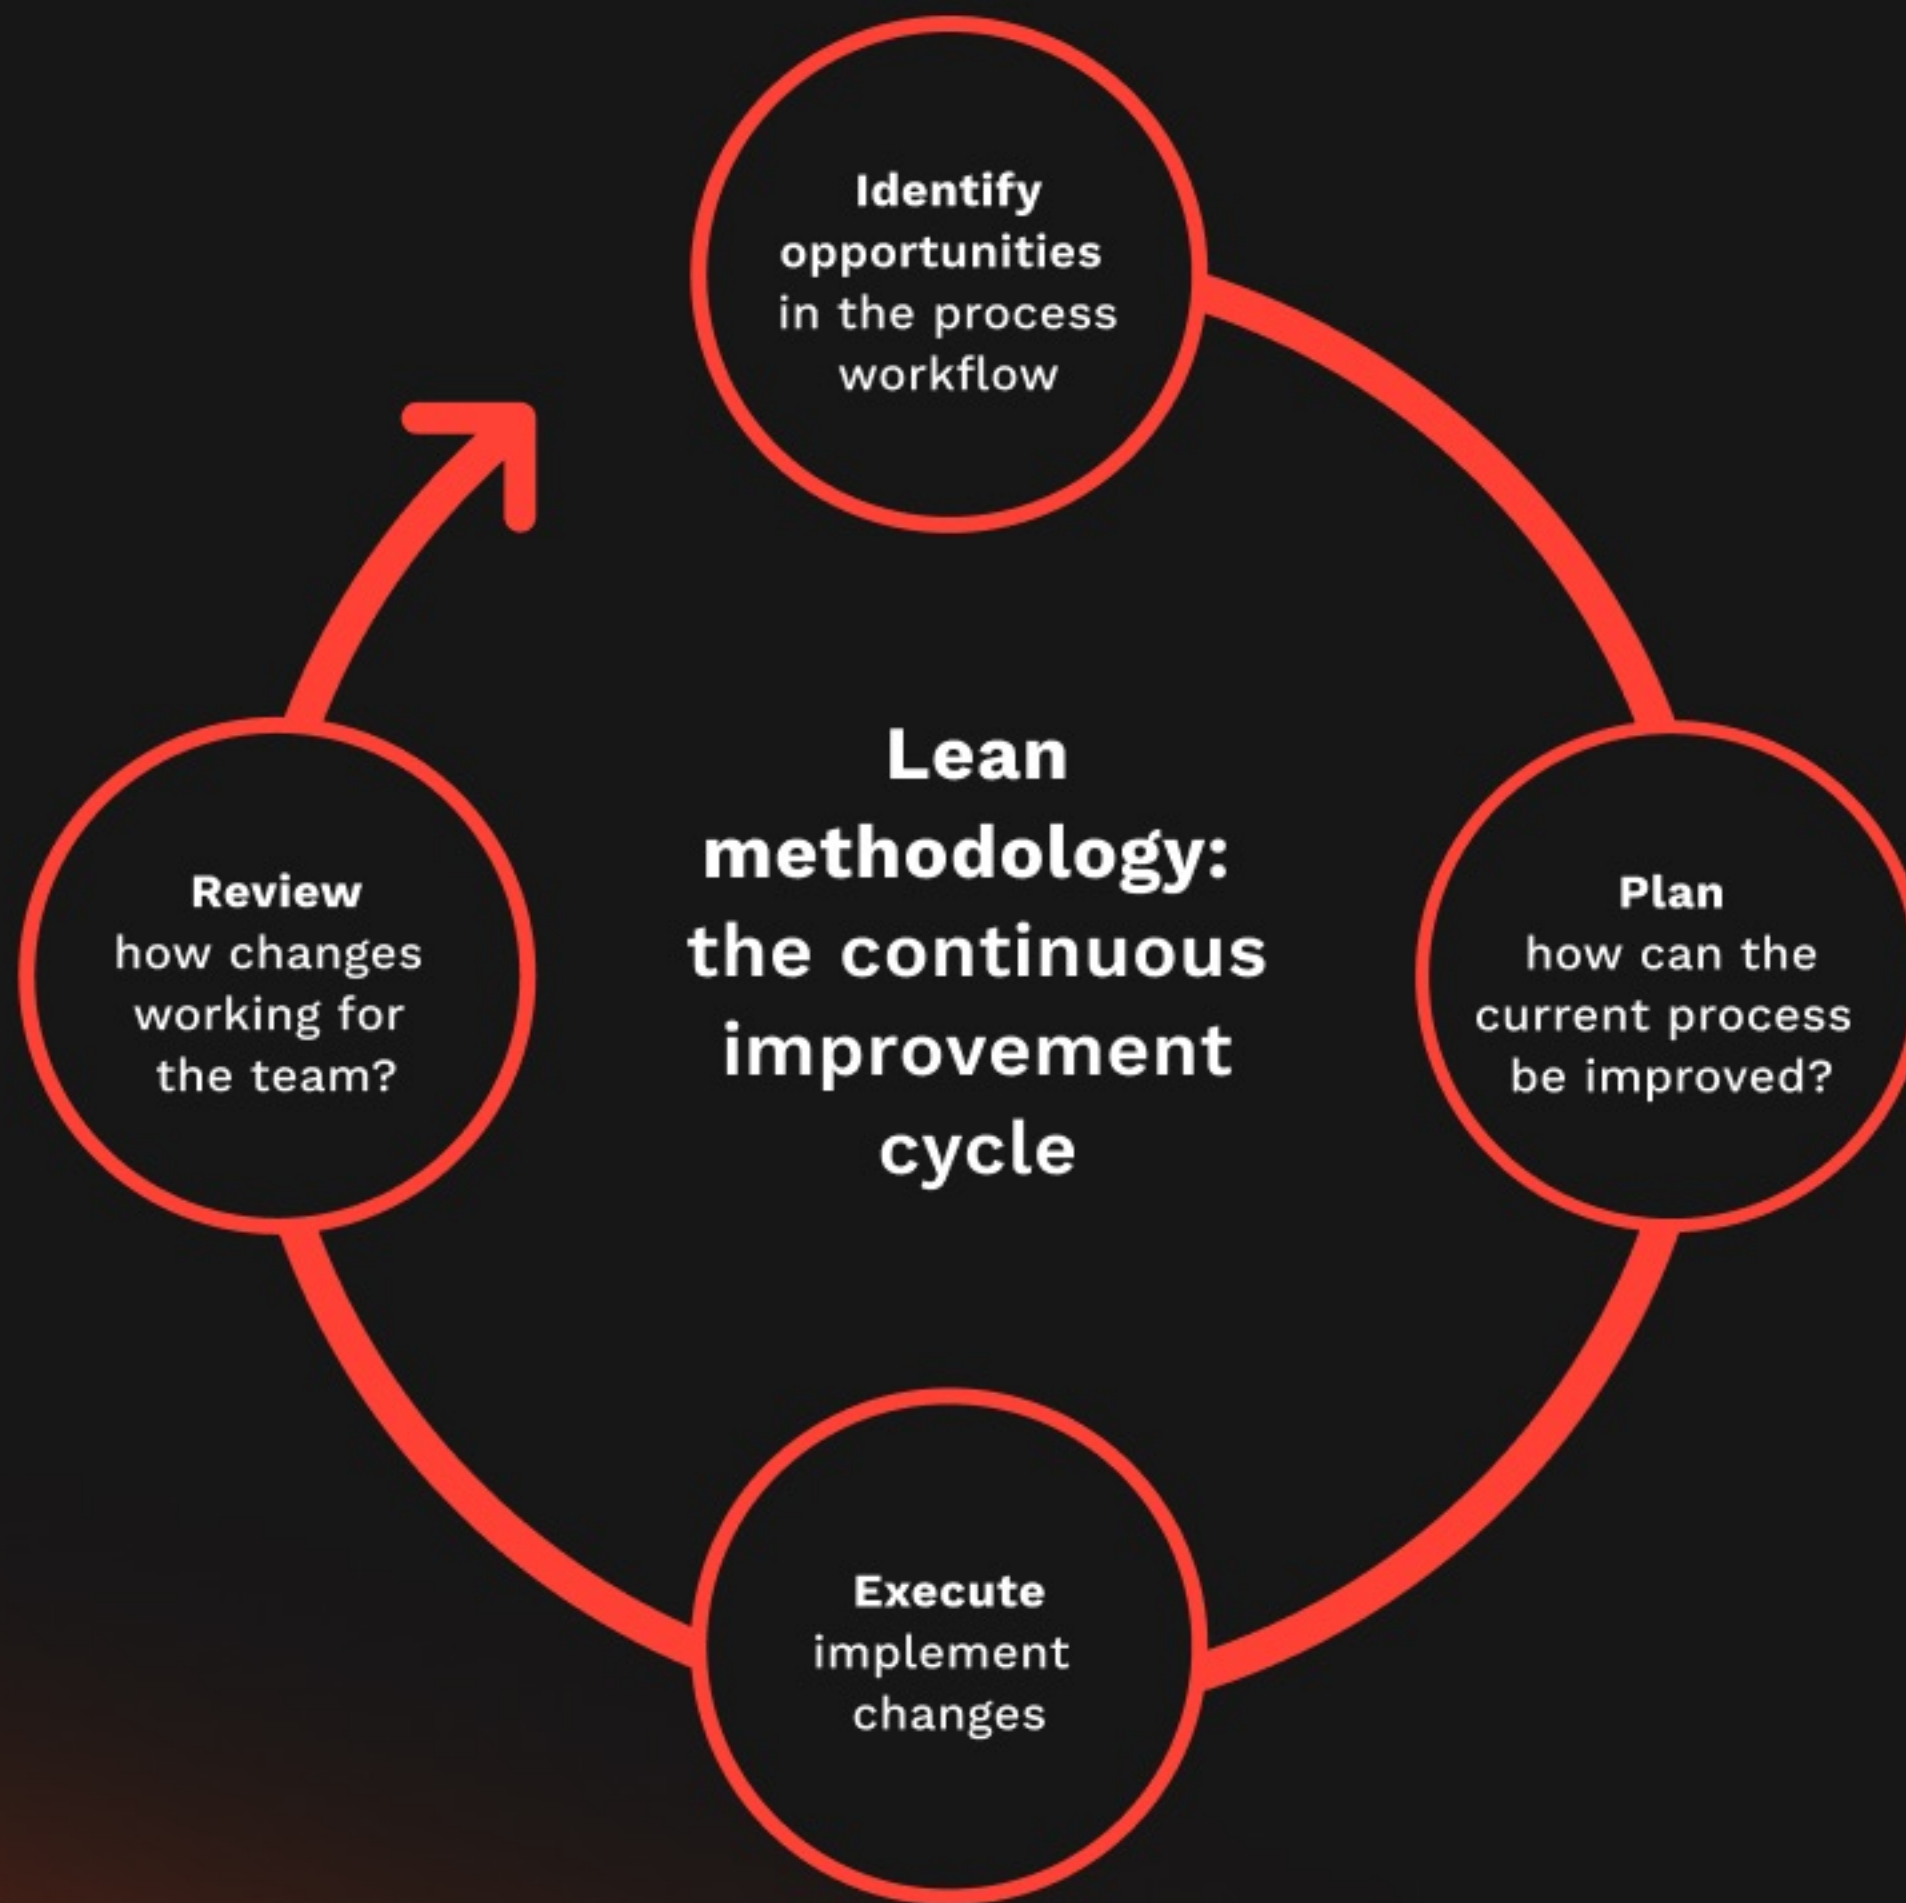 Identify
opportunities
in the process
workflow
Lean
methodology:
the continuous
improvement
cycle
Review
how changes
working for
the team?
Plan
how can the
current process
be improved?
Execute
implement
changes